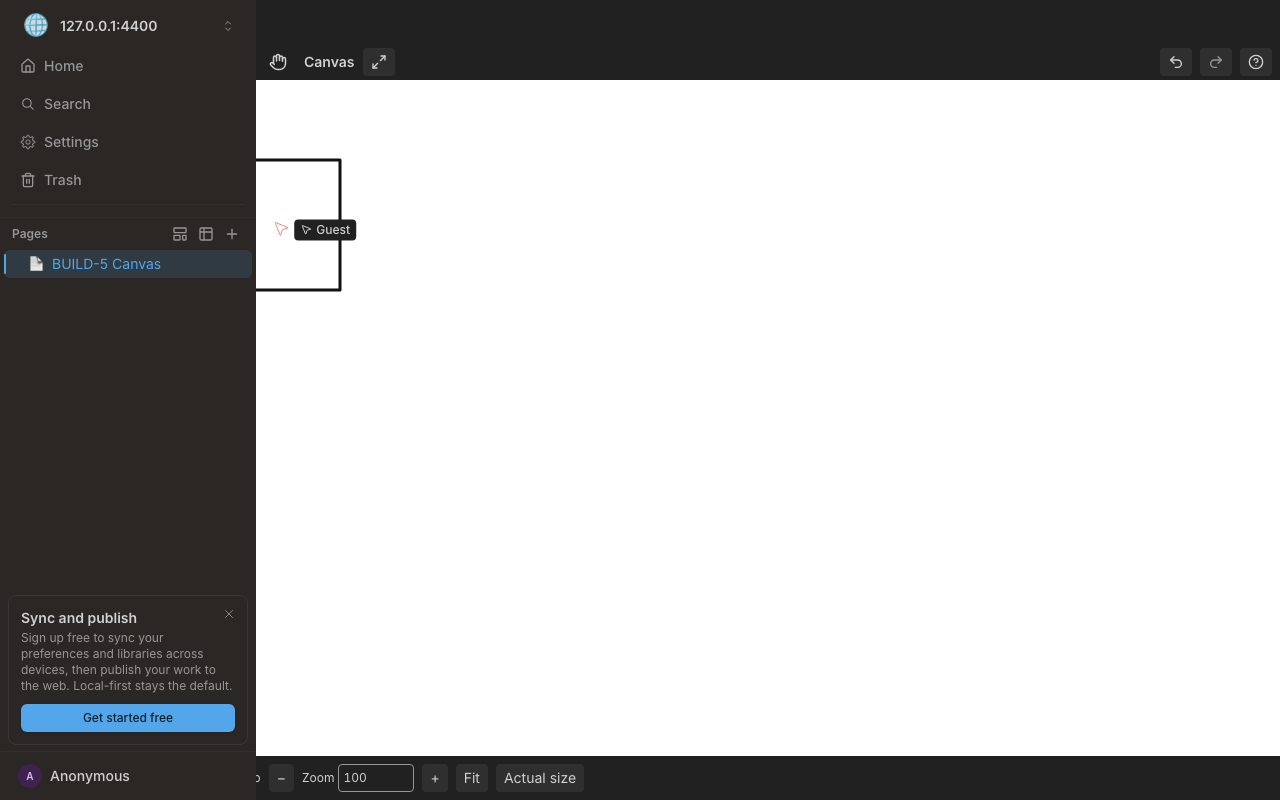 127.0.0.1:4400
Home
Search
Settings
Trash
Pages
BUILD-5 Canvas
Sync and publish
Sign up free to sync your
preferences and libraries across
devices, then publish your work to
the web. Local-first stays the default.
Get started free
A
Anonymous
Canvas
Guest
Zoom
100
Fit
Actual size